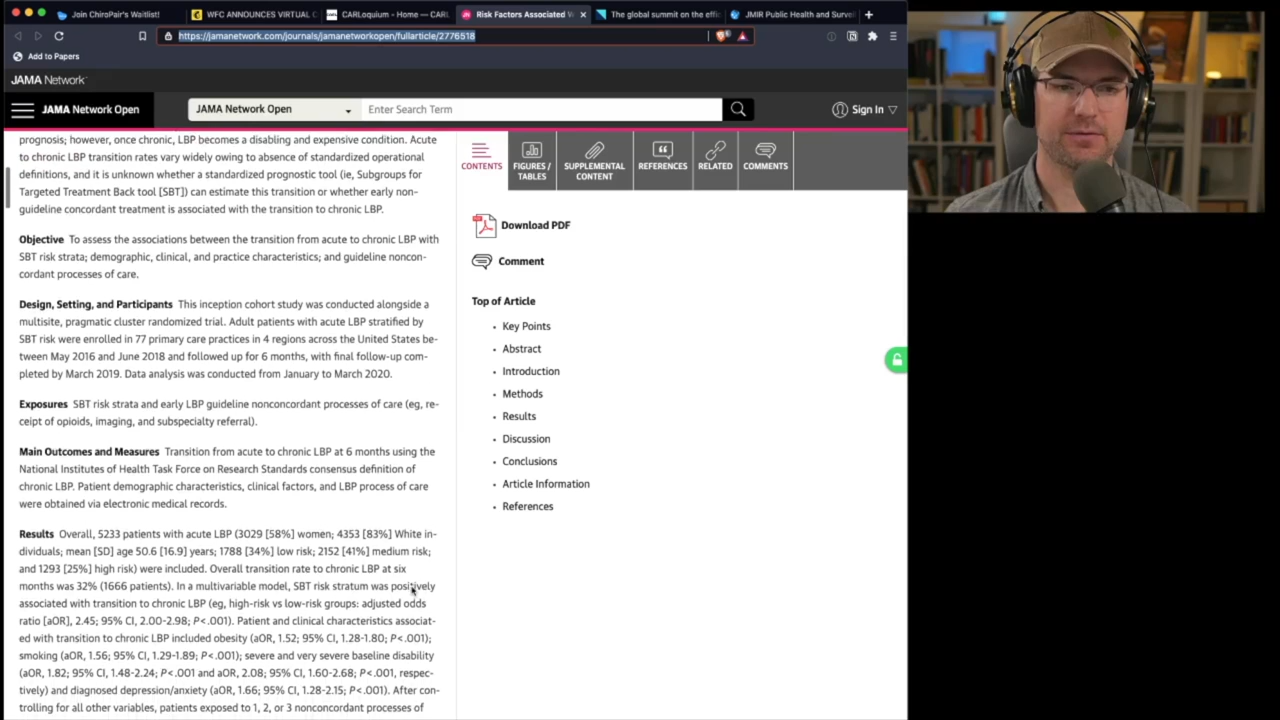 Join ChiroPair's Waitlist!
WFC ANNOUNCES VIRTUAL C
CARLoquium - Home — CARL
Risk Factors Associated W
The global summit on the effic
JMIR Public Health and Surveil
https://jamanetwork.com/journals/jamanetworkopen/fullarticle/2776518
Add to Papers
JAMA Network
JAMA Network Open
JAMA Network Open
Enter Search Term
Sign In
prognosis; however, once chronic, LBP becomes a disabling and expensive condition. Acute
to chronic LBP transition rates vary widely owing to absence of standardized operational
definitions, and it is unknown whether a standardized prognostic tool (ie, Subgroups for
Targeted Treatment Back tool [SBT]) can estimate this transition or whether early non-
guideline concordant treatment is associated with the transition to chronic LBP.
Objective To assess the associations between the transition from acute to chronic LBP with
SBT risk strata; demographic, clinical, and practice characteristics; and guideline noncon-
cordant processes of care.
Design, Setting, and Participants This inception cohort study was conducted alongside a
multisite, pragmatic cluster randomized trial. Adult patients with acute LBP stratified by
SBT risk were enrolled in 77 primary care practices in 4 regions across the United States be-
tween May 2016 and June 2018 and followed up for 6 months, with final follow-up com-
pleted by March 2019. Data analysis was conducted from January to March 2020.
Exposures SBT risk strata and early LBP guideline nonconcordant processes of care (eg, re-
ceipt of opioids, imaging, and subspecialty referral).
Main Outcomes and Measures Transition from acute to chronic LBP at 6 months using the
National Institutes of Health Task Force on Research Standards consensus definition of
chronic LBP. Patient demographic characteristics, clinical factors, and LBP process of care
were obtained via electronic medical records.
Results Overall, 5233 patients with acute LBP (3029 [58%] women; 4353 [83%] White in-
dividuals; mean [SD] age 50.6 [16.9] years; 1788 [34%] low risk; 2152 [41%] medium risk;
and 1293 [25%] high risk) were included. Overall transition rate to chronic LBP at six
months was 32% (1666 patients). In a multivariable model, SBT risk stratum was positively
associated with transition to chronic LBP (eg, high-risk vs low-risk groups: adjusted odds
ratio [aOR], 2.45; 95% CI, 2.00-2.98; P<.001). Patient and clinical characteristics associat-
ed with transition to chronic LBP included obesity (aOR, 1.52; 95% CI, 1.28-1.80; P<.001);
smoking (aOR, 1.56; 95% CI, 1.29-1.89; P<.001); severe and very severe baseline disability
(aOR, 1.82; 95% CI, 1.48-2.24; P<.001 and aOR, 2.08; 95% CI, 1.60-2.68; P<.001, respec-
tively) and diagnosed depression/anxiety (aOR, 1.66; 95% CI, 1.28-2.15; P<.001). After con-
trolling for all other variables, patients exposed to 1, 2, or 3 nonconcordant processes of
CONTENTS
FIGURES /
TABLES
SUPPLEMENTAL
CONTENT
REFERENCES
RELATED
COMMENTS
Download PDF
Comment
Top of Article
Key Points
Abstract
Introduction
Methods
Results
Discussion
Conclusions
Article Information
References